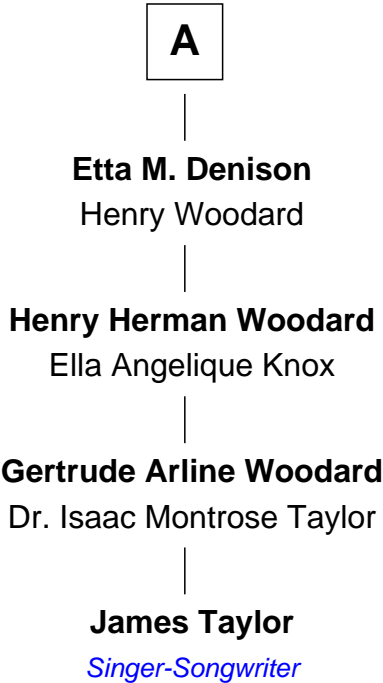 A
Etta M. Denison
Henry Woodard
Henry Herman Woodard
Ella Angelique Knox
Gertrude Arline Woodard
Dr. Isaac Montrose Taylor
James Taylor
Singer-Songwriter